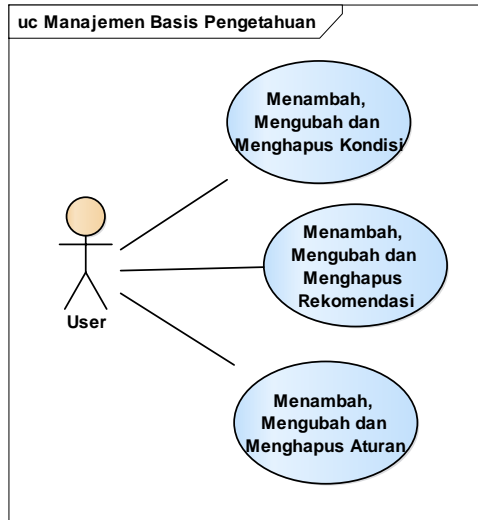 uc Manajemen Basis Pengetahuan
Menambah,
Mengubah dan
Menghapus Kondisi
Menambah,
Mengubah dan
Menghapus
Rekomendasi
User
Menambah,
Mengubah dan
Menghapus Aturan